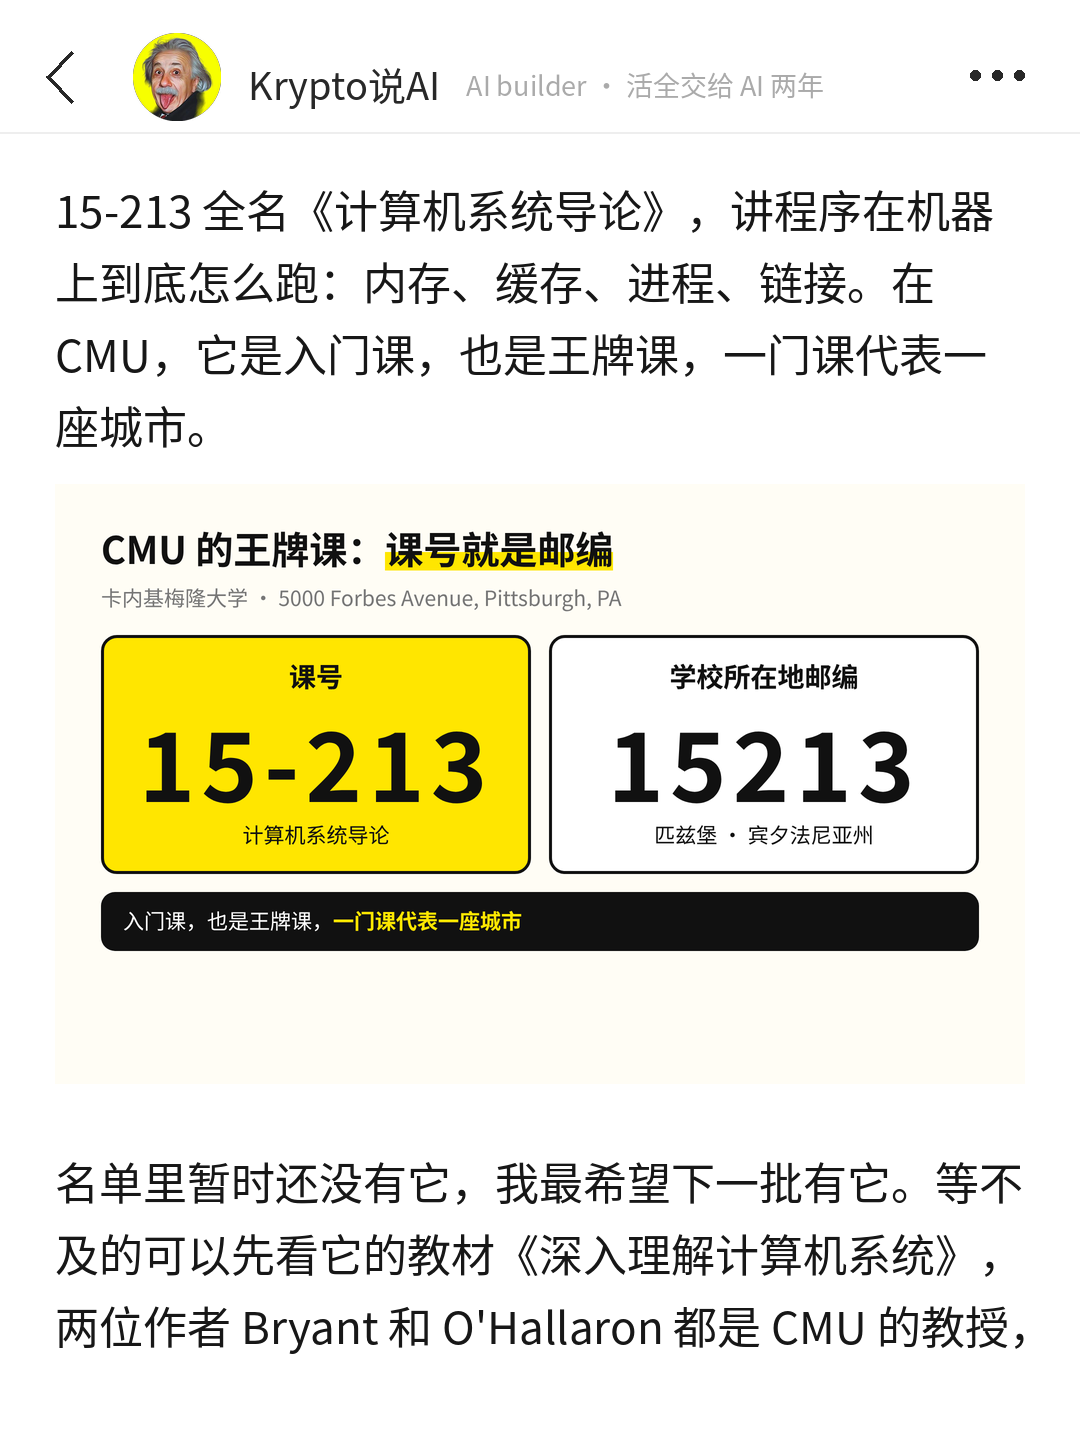 Krypto说AI AI builder · 活全交给 AI 两年
15-213 全名《计算机系统导论》，讲程序在机器
上到底怎么跑：内存、缓存、进程、链接。在
CMU，它是入门课，也是王牌课，一门课代表一
座城市。
CMU 的王牌课：课号就是邮编
卡内基梅隆大学 · 5000 Forbes Avenue, Pittsburgh, PA
课号
15-213
计算机系统导论
学校所在地邮编
15213
匹兹堡 · 宾夕法尼亚州
入门课，也是王牌课，一门课代表一座城市
名单里暂时还没有它，我最希望下一批有它。等不
及的可以先看它的教材《深入理解计算机系统》，
两位作者 Bryant 和 O'Hallaron 都是 CMU 的教授，